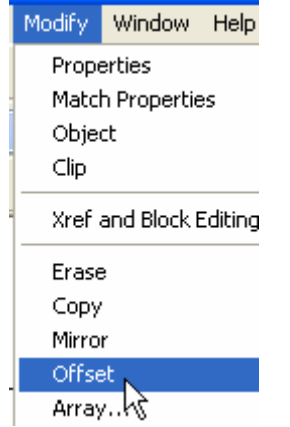 Modify Window Help
Properties
Match Properties
Object
Clip
Xref and Block Editing
Erase
Copy
Mirror
Offset
Array...